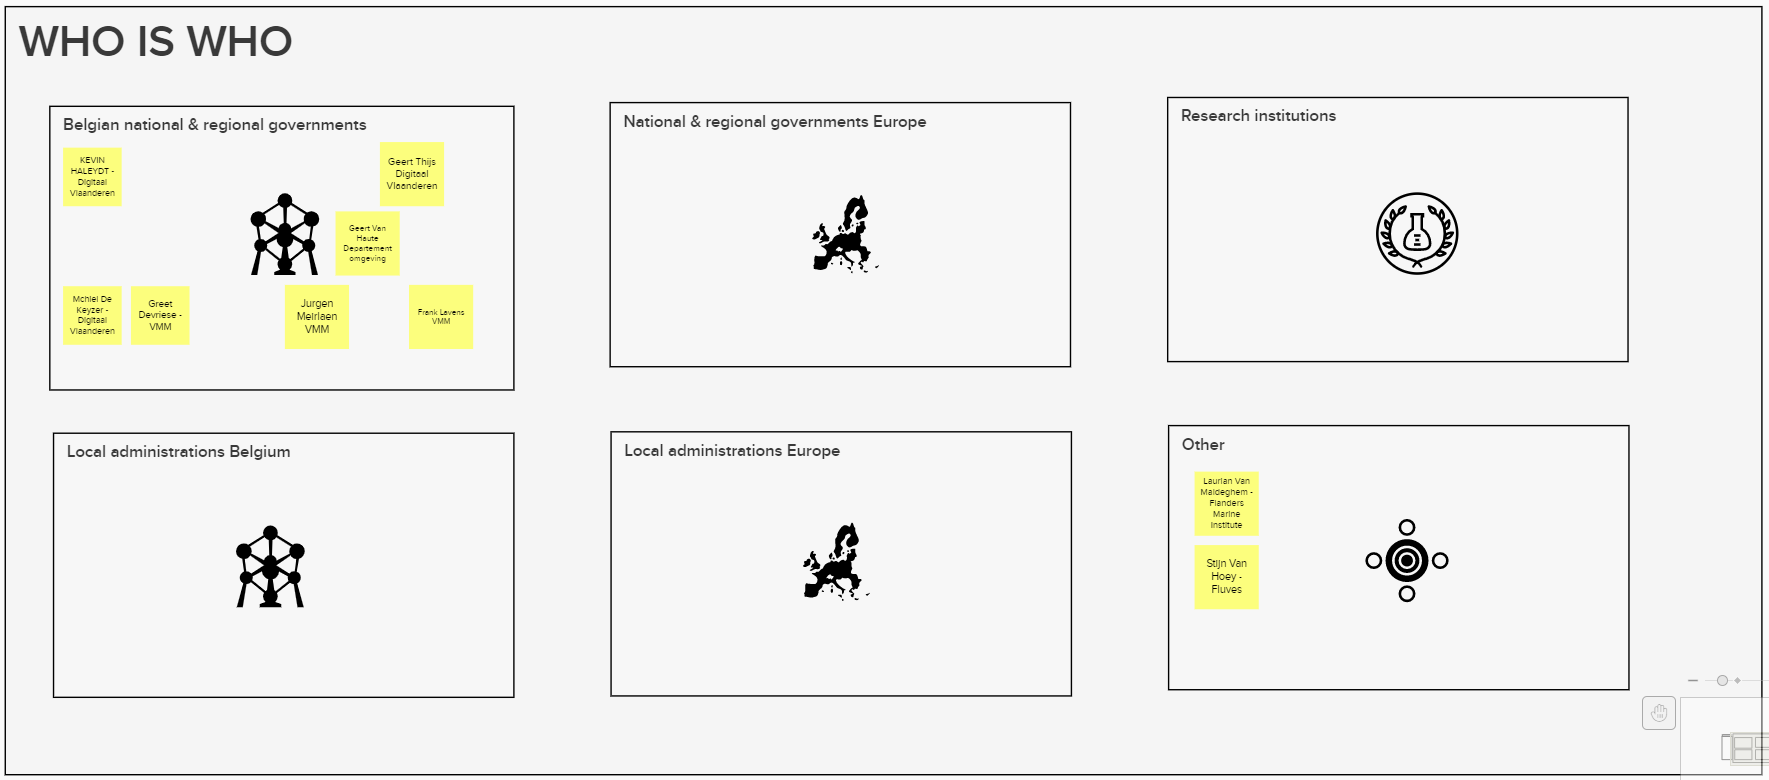 WHO IS WHO
Belgian national & regional governments
KEVIN
HALEYDT -
Digitaal
Vlaanderen
Geert Thijs
Digitaal
Vlaanderen
Geert Van
Haute
Departement
omgeving
Mchiel De
Keyzer -
Digitaal
Vlaanderen
Greet
Devriese -
VMM
Jurgen
Meirlaen
VMM
Frank Lavens
VMM
National & regional governments Europe
Research institutions
Local administrations Belgium
Local administrations Europe
Other
Laurian Van
Maldeghem -
Flanders
Marine
Institute
Stijn Van
Hoey -
Fluves